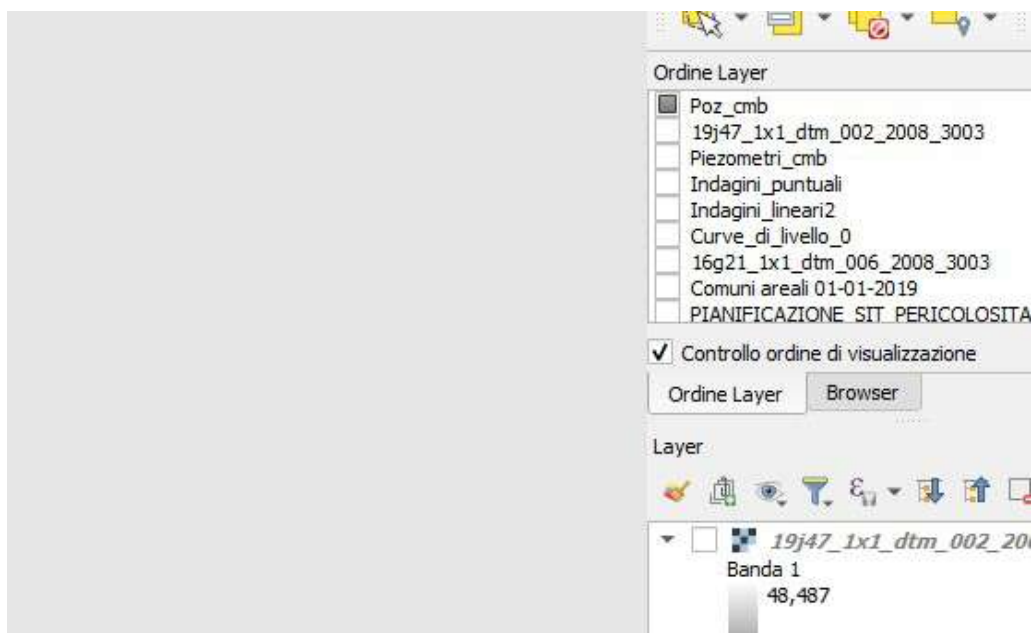 Ordine Layer
Poz_cmb
19j47_1x1_dtm_002_2008_3003
Piezometri_cmb
Indagini_puntuali
Indagini_lineari2
Curve_di_livello_0
16g21_1x1_dtm_006_2008_3003
Comuni areali 01-01-2019
PIANIFICAZIONE_SIT_PERICOLOSITA
Controllo ordine di visualizzazione
Ordine Layer Browser
Layer
19j47_1x1_dtm_002_200
Banda 1
48,487